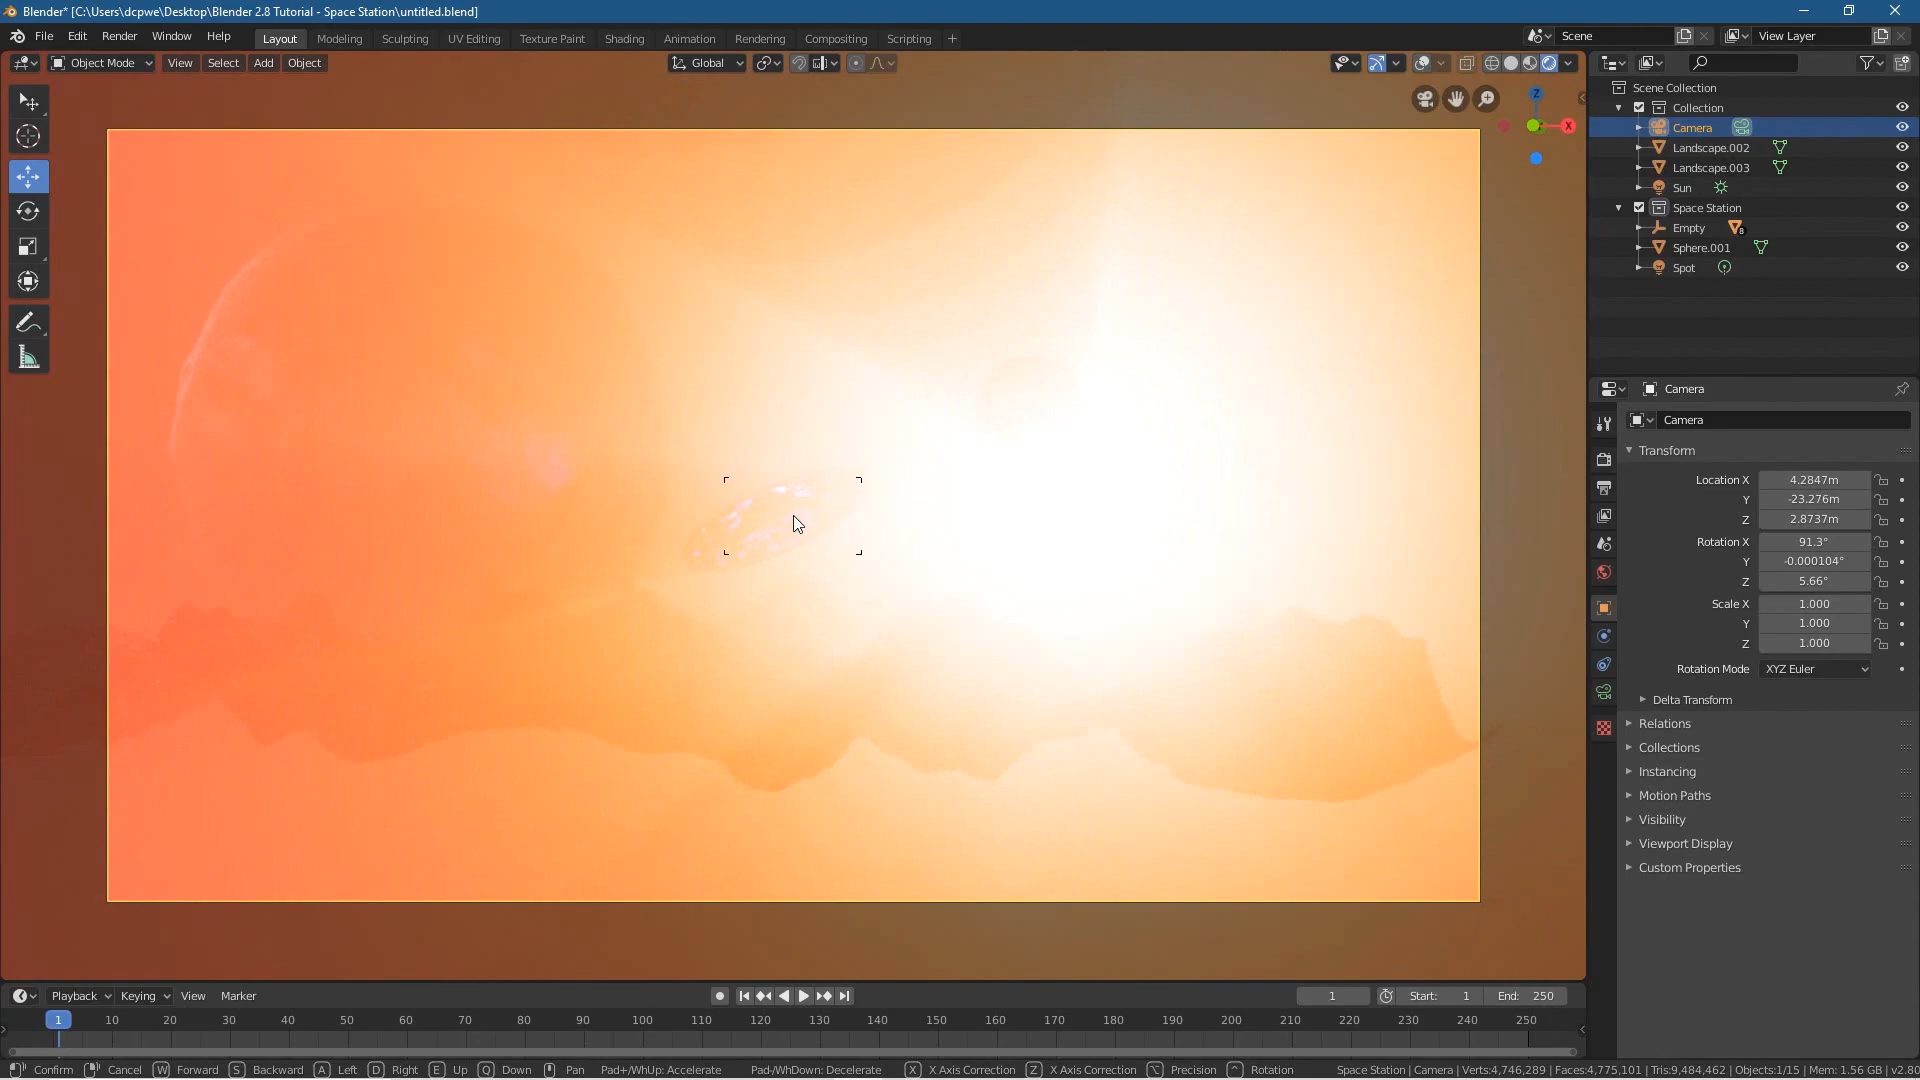 Blender* [C:\Users\dcpwe\Desktop\Blender 2.8 Tutorial - Space Station\untitled.blend]
File Edit Render Window Help Layout Modeling Sculpting UV Editing Texture Paint Shading Animation Rendering Compositing Scripting + Scene View Layer
Object Mode View Select Add Object Global
Z
X
Scene Collection
Collection
Camera
Landscape.002
Landscape.003
Sun
Space Station
Empty 8
Sphere.001
Spot
Camera
Camera
Transform
Location X 4.2847m
Y -23.276m
Z 2.8737m
Rotation X 91.3°
Y -0.000104°
Z 5.66°
Scale X 1.000
Y 1.000
Z 1.000
Rotation Mode XYZ Euler
Delta Transform
Relations
Collections
Instancing
Motion Paths
Visibility
Viewport Display
Custom Properties
Playback Keying View Marker 1 Start: 1 End: 250
1 10 20 30 40 50 60 70 80 90 100 110 120 130 140 150 160 170 180 190 200 210 220 230 240 250
Confirm Cancel W Forward S Backward A Left D Right E Up Q Down Pan Pad+/WhUp: Accelerate Pad-/WhDown: Decelerate X X Axis Correction Z X Axis Correction Precision ^ Rotation Space Station | Camera | Verts:4,746,289 | Faces:4,775,101 | Tris:9,484,462 | Objects:1/15 | Mem: 1.56 GB | v2.80